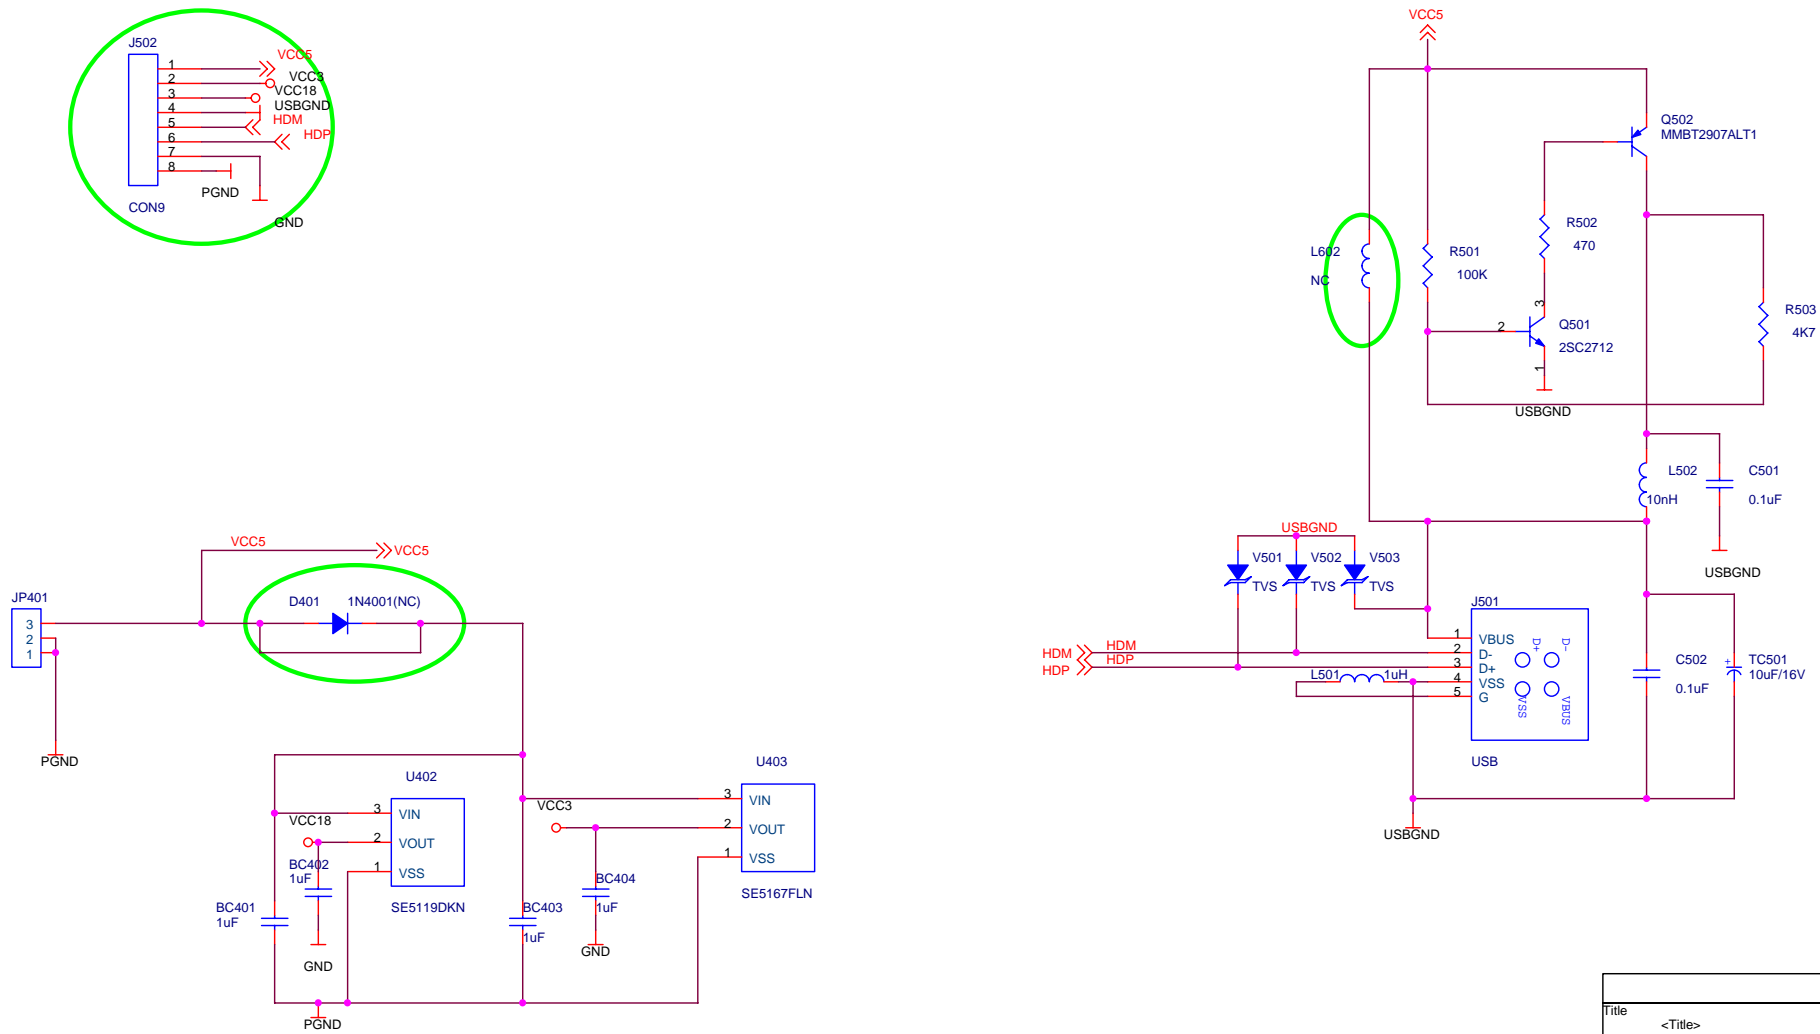 J502
1 VCC5
2 VCC3
3 VCC18
4 USBGND
5 HDM
6 HDP
7
8
PGND
CON9
GND
VCC5
Q502
MMBT2907ALT1
R502
470
L602
NC
R501
100K
3
2
Q501
2SC2712
1
USBGND
R503
4K7
L502
10nH
C501
0.1uF
USBGND
VCC5
VCC5
D401
1N4001(NC)
JP401
3
2
1
PGND
USBGND
V501
TVS
V502
TVS
V503
TVS
J501
1 VBUS
2 D-
3 D+
4 VSS
5 G
D+
D-
VSS
VBUS
USB
HDM HDM
HDP HDP
L501
1uH
C502
0.1uF
+
TC501
10uF/16V
USBGND
U402
3 VIN
2 VOUT
1 VSS
SE5119DKN
VCC18
BC402
1uF
BC401
1uF
GND
PGND
U403
3 VIN
2 VOUT
1 VSS
SE5167FLN
VCC3
BC404
1uF
BC403
1uF
GND
Title
<Title>